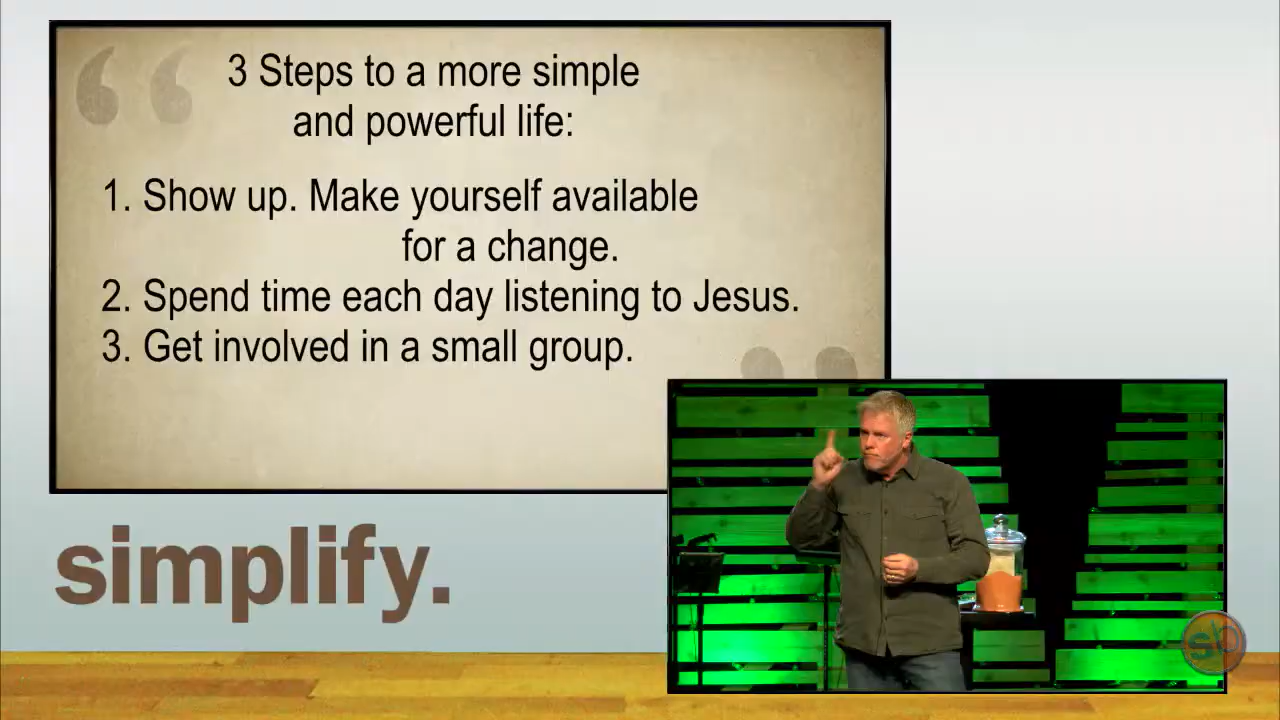 3 Steps to a more simple
and powerful life:
1. Show up. Make yourself available
for a change.
2. Spend time each day listening to Jesus.
3. Get involved in a small group.
simplify.
sb